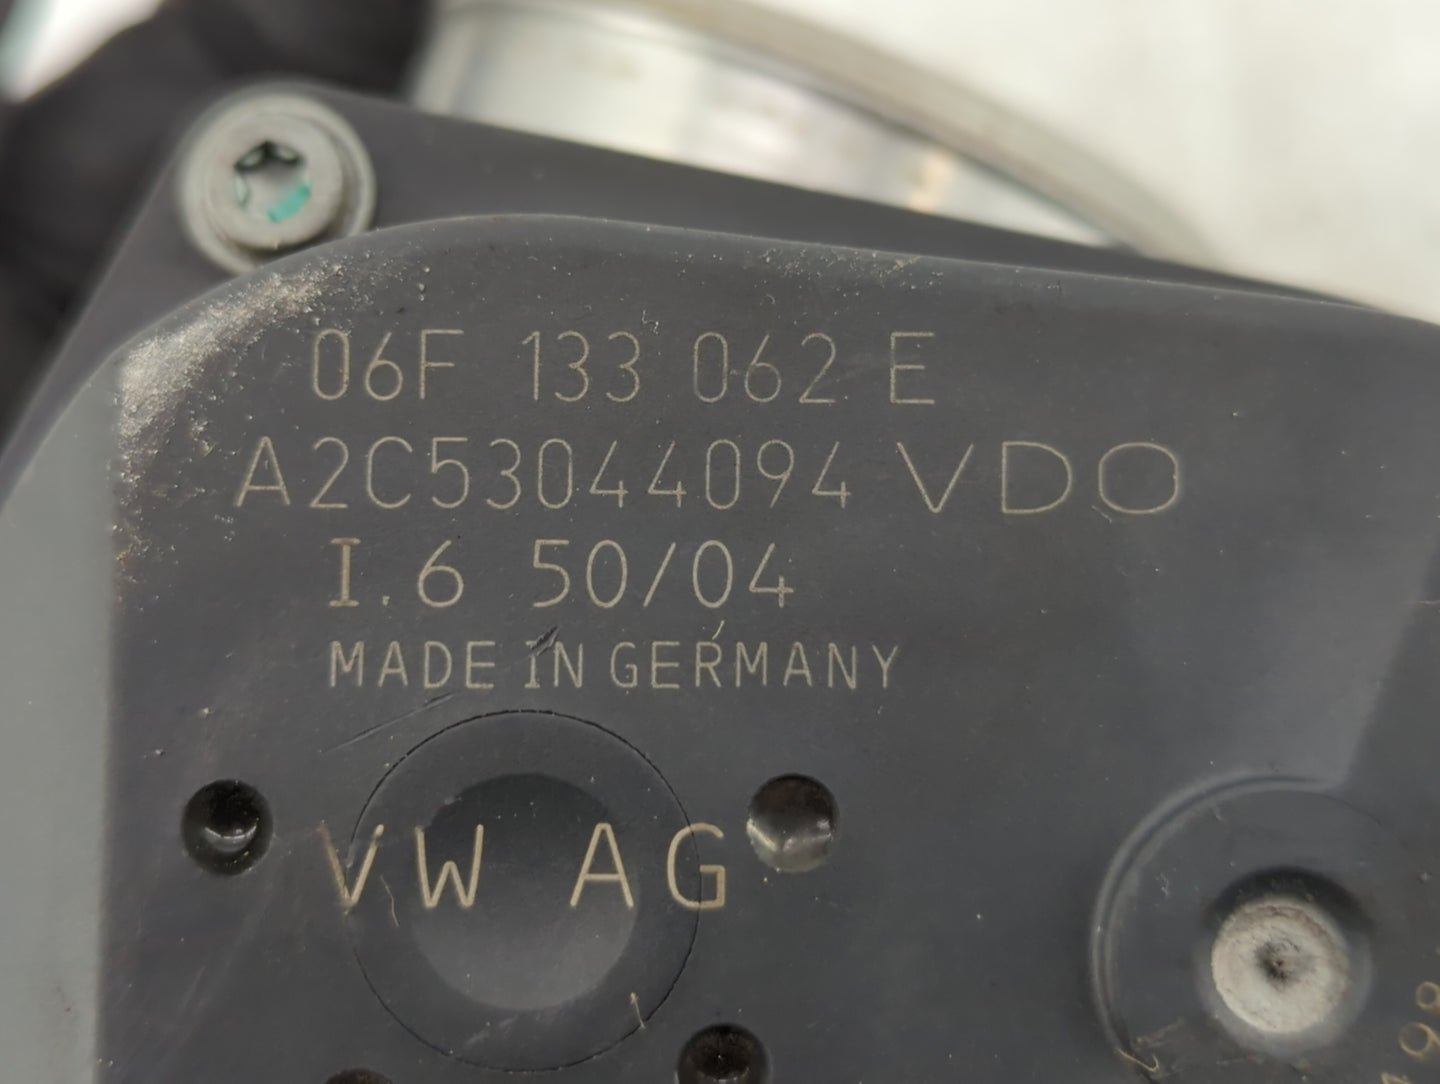 06F 133 062 E
A2C53044094 VDO
I.6 50/04
MADE IN GERMANY
VW AG